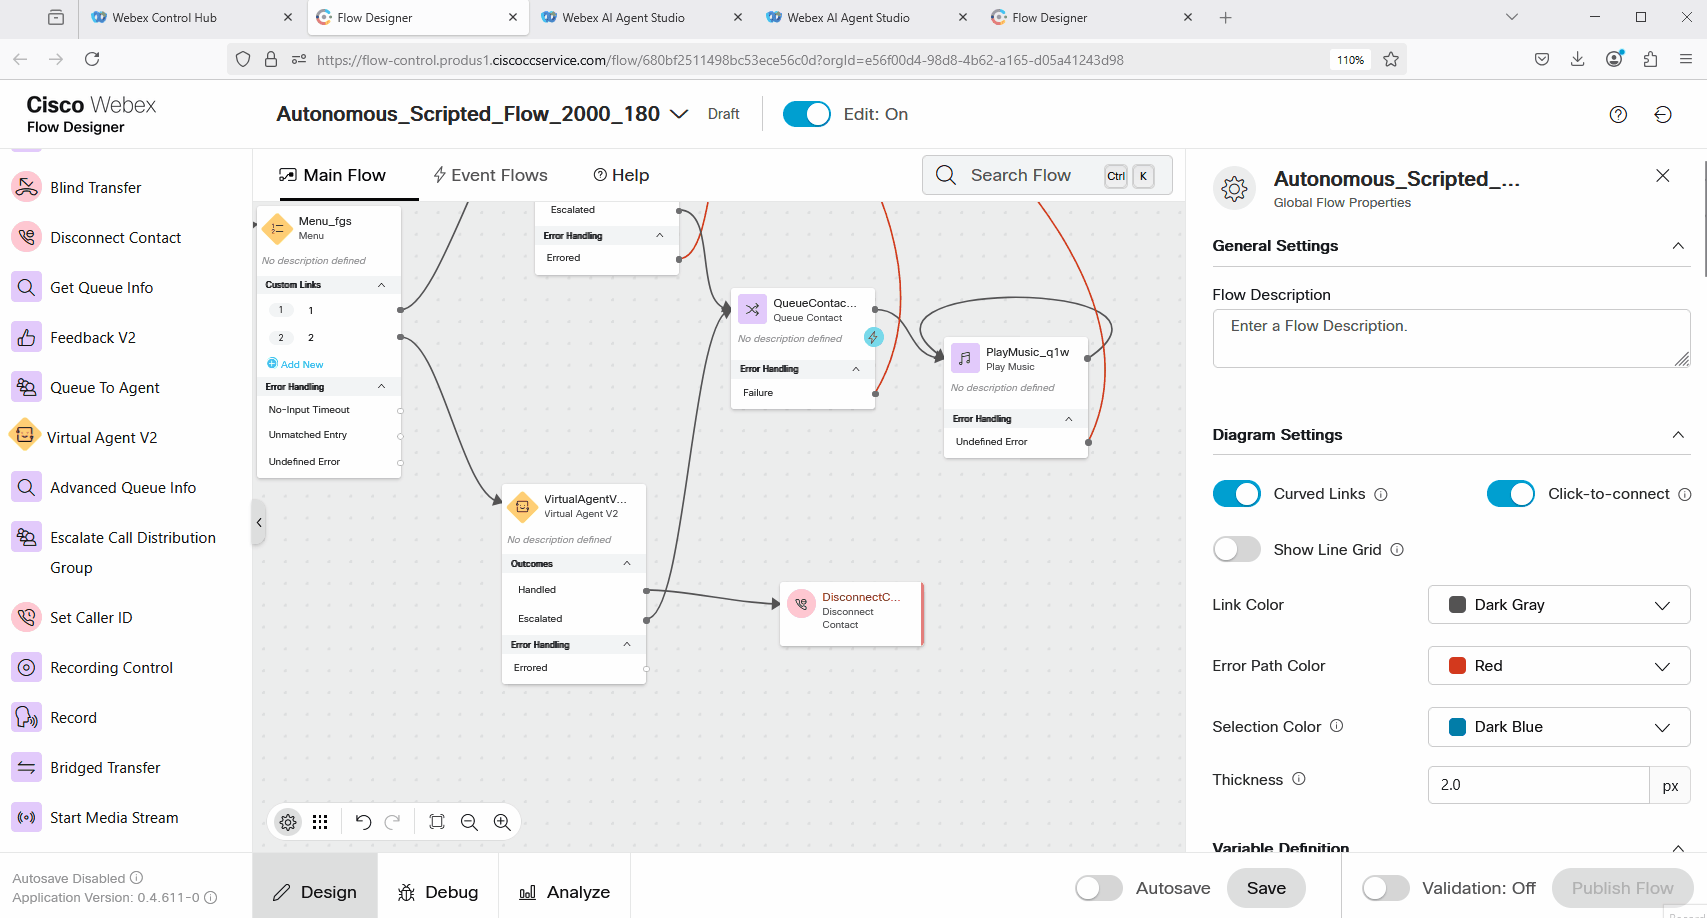 Webex Control Hub
Flow Designer
Webex AI Agent Studio
Webex AI Agent Studio
Flow Designer
https://flow-control.produs1.ciscoccservice.com/flow/680bf2511498bc53ece56c0d?orgId=e56f00d4-98d8-4b62-a165-d05a41243d98
110%
Cisco Webex
Flow Designer
Autonomous_Scripted_Flow_2000_180
Draft
Edit: On
Blind Transfer
Disconnect Contact
Get Queue Info
Feedback V2
Queue To Agent
Virtual Agent V2
Advanced Queue Info
Escalate Call Distribution
Group
Set Caller ID
Recording Control
Record
Bridged Transfer
Start Media Stream
Autosave Disabled
Application Version: 0.4.611-0
Main Flow
Event Flows
Help
Search Flow
Ctrl
K
Menu_fgs
Menu
No description defined
Custom Links
1 1
2 2
Add New
Error Handling
No-Input Timeout
Unmatched Entry
Undefined Error
Escalated
Error Handling
Errored
QueueContac...
Queue Contact
No description defined
Error Handling
Failure
PlayMusic_q1w
Play Music
No description defined
Error Handling
Undefined Error
VirtualAgentV...
Virtual Agent V2
No description defined
Outcomes
Handled
Escalated
Error Handling
Errored
DisconnectC...
Disconnect
Contact
Autonomous_Scripted_...
Global Flow Properties
General Settings
Flow Description
Enter a Flow Description.
Diagram Settings
Curved Links
Click-to-connect
Show Line Grid
Link Color
Dark Gray
Error Path Color
Red
Selection Color
Dark Blue
Thickness
2.0
px
Variable Definition
Design
Debug
Analyze
Autosave
Save
Validation: Off
Publish Flow